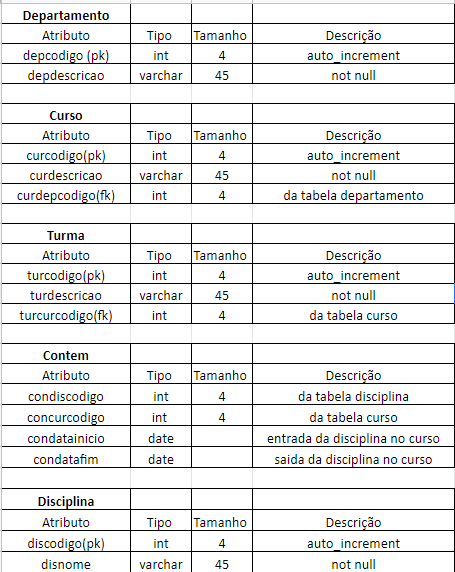 Departamento
Atributo Tipo Tamanho Descrição
depcodigo (pk) int 4 auto_increment
depdescricao varchar 45 not null
Curso
Atributo Tipo Tamanho Descrição
curcodigo(pk) int 4 auto_increment
curdescricao varchar 45 not null
curdepcodigo(fk) int 4 da tabela departamento
Turma
Atributo Tipo Tamanho Descrição
turcodigo(pk) int 4 auto_increment
turdescricao varchar 45 not null
turcurcodigo(fk) int 4 da tabela curso
Contem
Atributo Tipo Tamanho Descrição
condiscodigo int 4 da tabela disciplina
concurcodigo int 4 da tabela curso
condatainicio date entrada da disciplina no curso
condatafim date saida da disciplina no curso
Disciplina
Atributo Tipo Tamanho Descrição
discodigo(pk) int 4 auto_increment
disnome varchar 45 not null